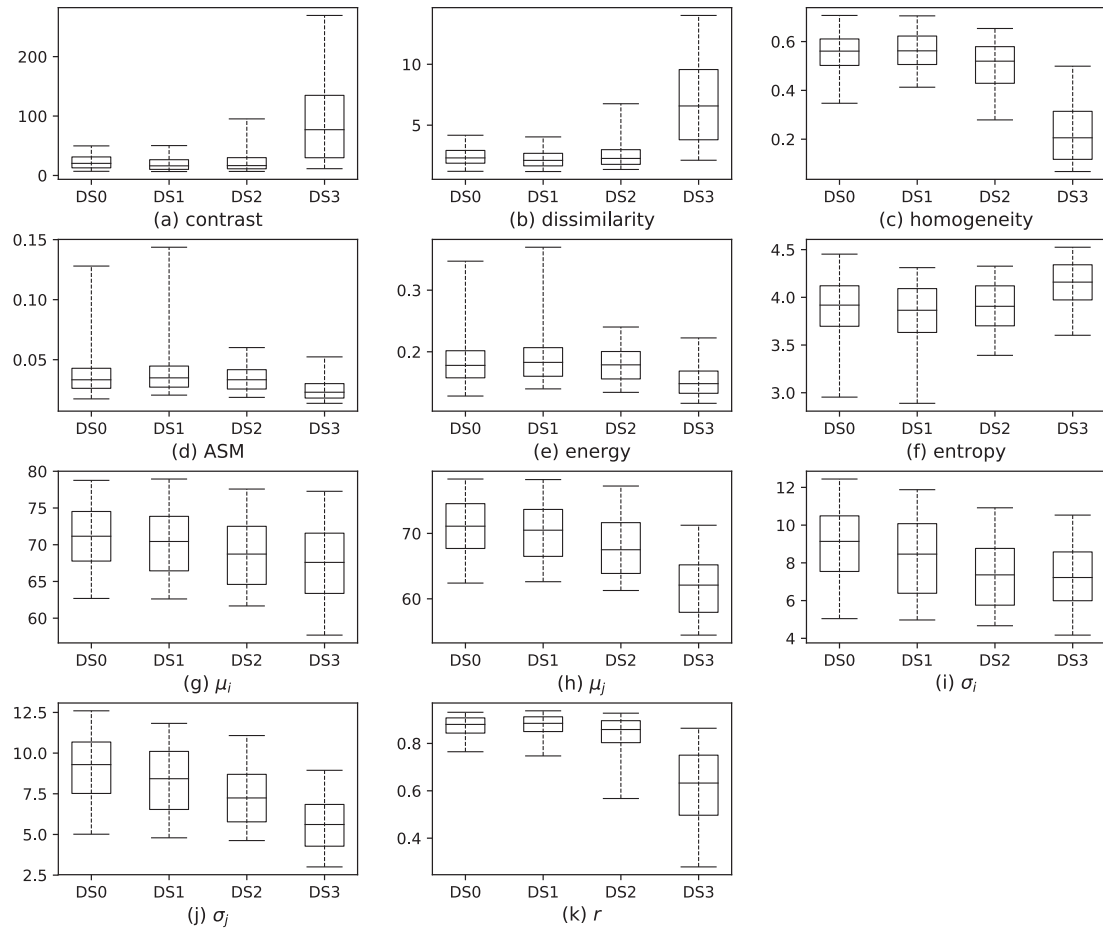 200
100
0
DS0 DS1 DS2 DS3
(a) contrast
10
5
DS0 DS1 DS2 DS3
(b) dissimilarity
0.6
0.4
0.2
DS0 DS1 DS2 DS3
(c) homogeneity
0.15
0.10
0.05
DS0 DS1 DS2 DS3
(d) ASM
0.3
0.2
DS0 DS1 DS2 DS3
(e) energy
4.5
4.0
3.5
3.0
DS0 DS1 DS2 DS3
(f) entropy
80
75
70
65
60
DS0 DS1 DS2 DS3
(g) μᵢ
70
60
DS0 DS1 DS2 DS3
(h) μⱼ
12
10
8
6
4
DS0 DS1 DS2 DS3
(i) σᵢ
12.5
10.0
7.5
5.0
2.5
DS0 DS1 DS2 DS3
(j) σⱼ
0.8
0.6
0.4
DS0 DS1 DS2 DS3
(k) r